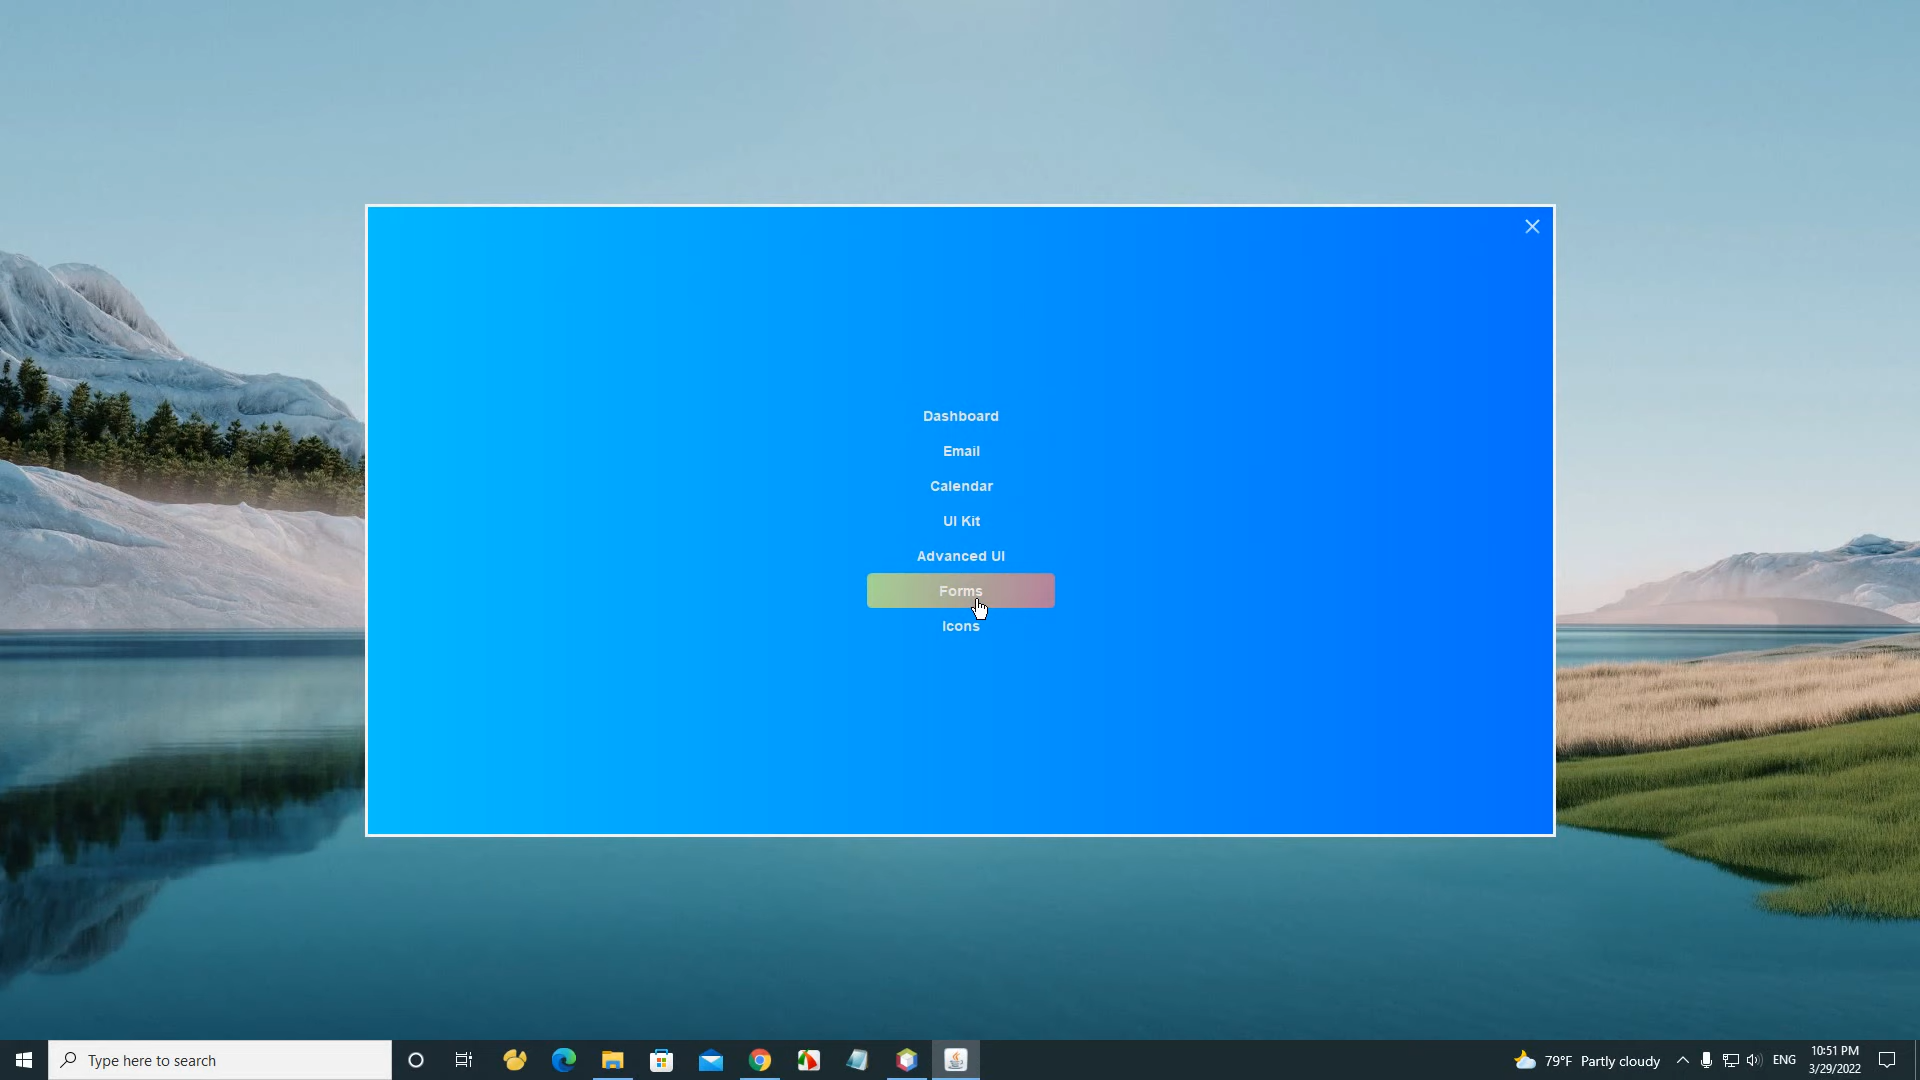 Dashboard
Email
Calendar
UI Kit
Advanced UI
Forms
Icons
Type here to search
79°F Partly cloudy
ENG
10:51 PM
3/29/2022